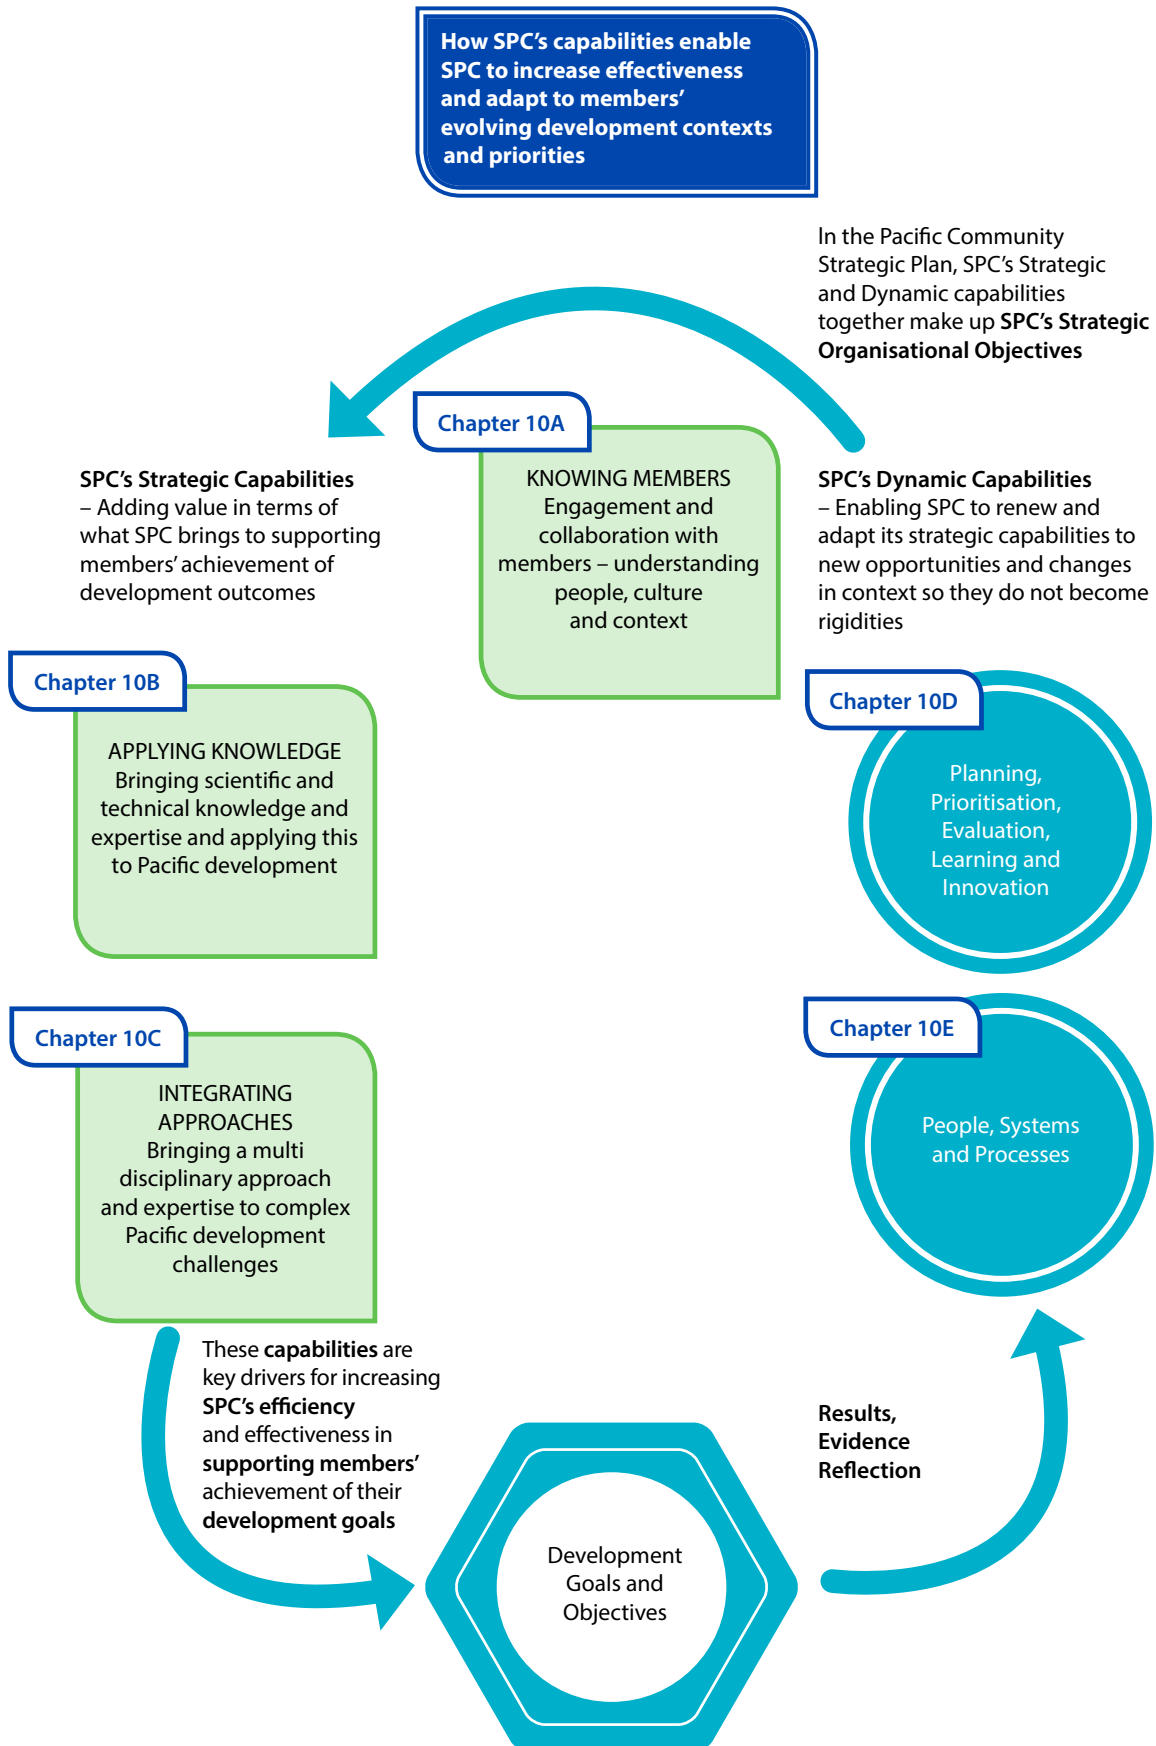 How SPC's capabilities enable
SPC to increase effectiveness
and adapt to members'
evolving development contexts
and priorities
In the Pacific Community
Strategic Plan, SPC's Strategic
and Dynamic capabilities
together make up SPC's Strategic
Organisational Objectives
Chapter 10A
KNOWING MEMBERS
Engagement and
collaboration with
members – understanding
people, culture
and context
SPC's Strategic Capabilities
– Adding value in terms of
what SPC brings to supporting
members' achievement of
development outcomes
SPC's Dynamic Capabilities
– Enabling SPC to renew and
adapt its strategic capabilities to
new opportunities and changes
in context so they do not become
rigidities
Chapter 10B
APPLYING KNOWLEDGE
Bringing scientific and
technical knowledge and
expertise and applying this
to Pacific development
Chapter 10D
Planning,
Prioritisation,
Evaluation,
Learning and
Innovation
Chapter 10C
INTEGRATING
APPROACHES
Bringing a multi
disciplinary approach
and expertise to complex
Pacific development
challenges
Chapter 10E
People, Systems
and Processes
These capabilities are
key drivers for increasing
SPC's efficiency
and effectiveness in
supporting members'
achievement of their
development goals
Results,
Evidence
Reflection
Development
Goals and
Objectives